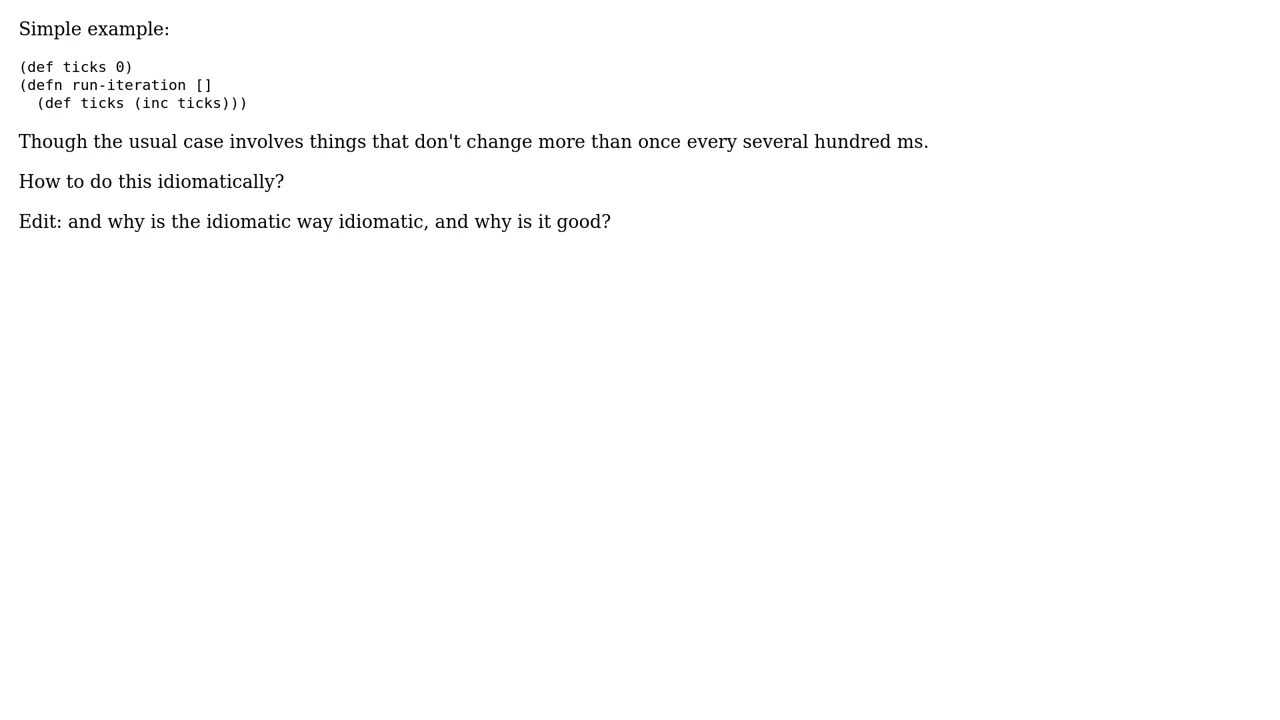 Simple example:
(def ticks 0)
(defn run-iteration []
  (def ticks (inc ticks)))
Though the usual case involves things that don't change more than once every several hundred ms.
How to do this idiomatically?
Edit: and why is the idiomatic way idiomatic, and why is it good?